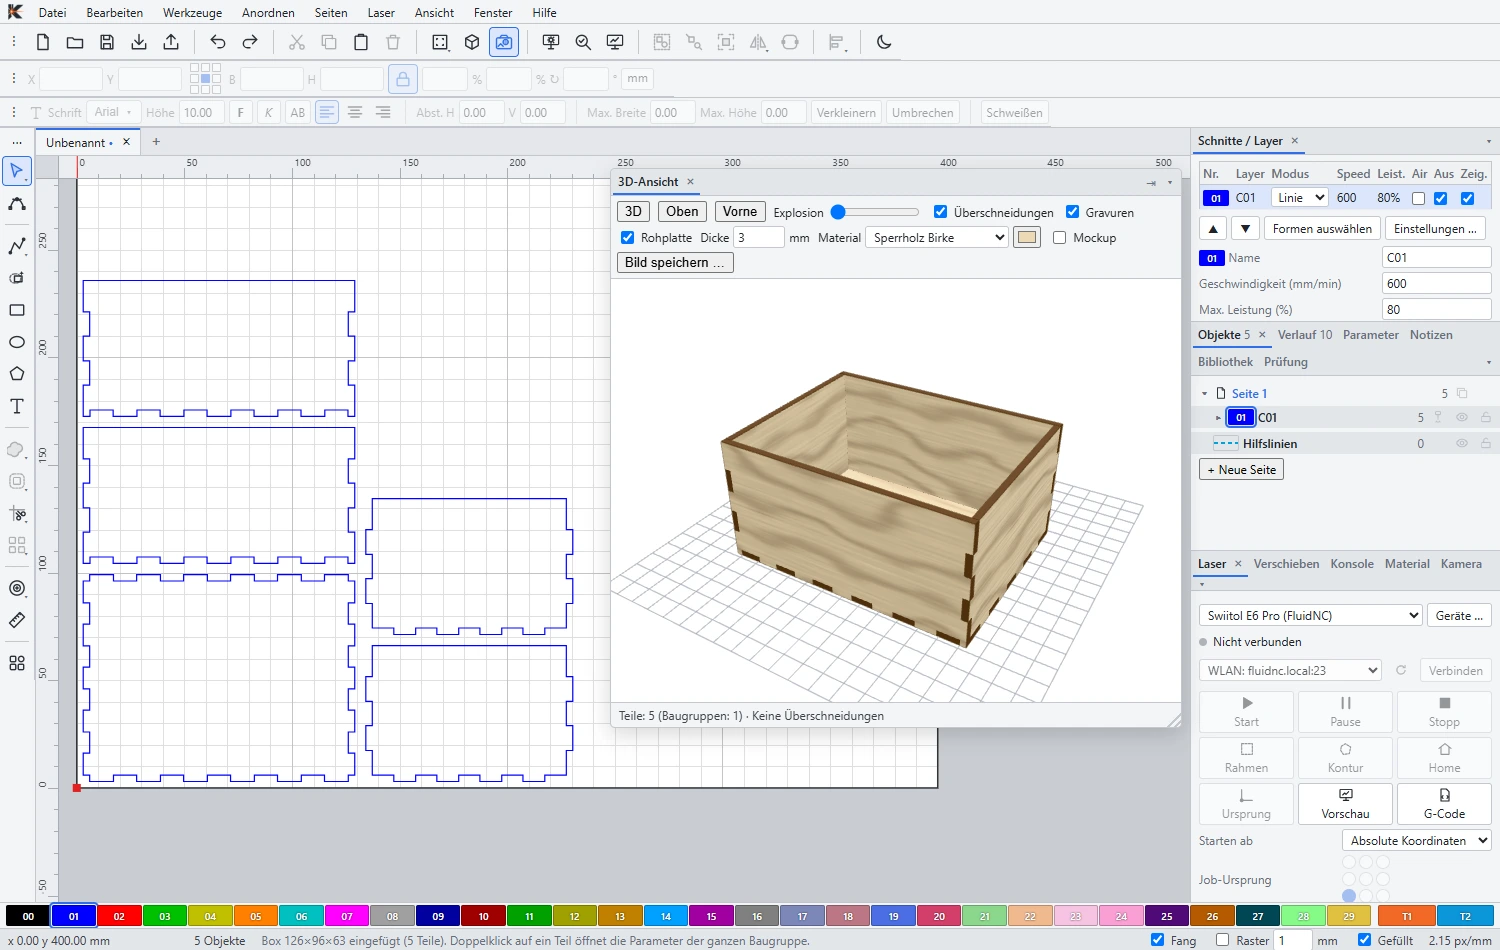 Datei Bearbeiten Werkzeuge Anordnen Seiten Laser Ansicht Fenster Hilfe
X Y B H % % ° mm
Schrift Arial Höhe 10.00 F K AB Abst. H 0.00 V 0.00 Max. Breite 0.00 Max. Höhe 0.00 Verkleinern Umbrechen Schweißen
Unbenannt • × +
0 50 100 150 200 250 300 350 400 450 500
250
200
150
100
50
0
-50
3D-Ansicht ×
3D Oben Vorne Explosion Überschneidungen Gravuren
Rohplatte Dicke 3 mm Material Sperrholz Birke Mockup
Bild speichern ...
Teile: 5 (Baugruppen: 1) · Keine Überschneidungen
Schnitte / Layer ×
Nr. Layer Modus Speed Leist. Air Aus Zeig.
01 C01 Linie 600 80%
▲ ▼ Formen auswählen Einstellungen ...
01 Name C01
Geschwindigkeit (mm/min) 600
Max. Leistung (%) 80
Objekte 5 × Verlauf 10 Parameter Notizen
Bibliothek Prüfung
Seite 1 5
01 C01 5
Hilfslinien 0
+ Neue Seite
Laser × Verschieben Konsole Material Kamera
Swiitol E6 Pro (FluidNC) Geräte ...
Nicht verbunden
WLAN: fluidnc.local:23 Verbinden
Start Pause Stopp
Rahmen Kontur Home
Ursprung Vorschau G-Code
Starten ab Absolute Koordinaten
Job-Ursprung
00 01 02 03 04 05 06 07 08 09 10 11 12 13 14 15 16 17 18 19 20 21 22 23 24 25 26 27 28 29 T1 T2
x 0.00 y 400.00 mm 5 Objekte Box 126×96×63 eingefügt (5 Teile). Doppelklick auf ein Teil öffnet die Parameter der ganzen Baugruppe. Fang Raster 1 mm Gefüllt 2.15 px/mm